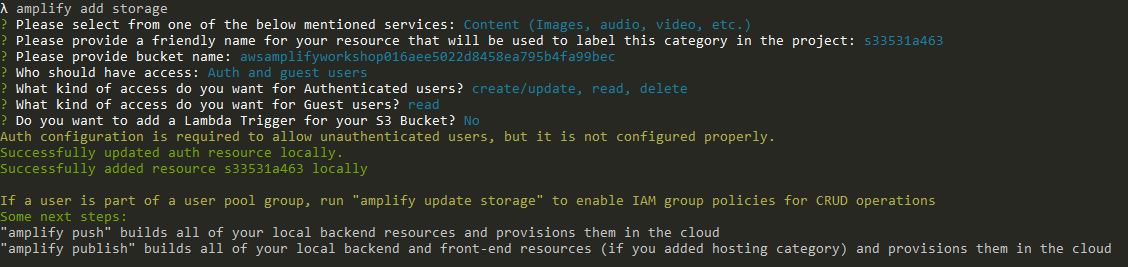 λ amplify add storage
? Please select from one of the below mentioned services: Content (Images, audio, video, etc.)
? Please provide a friendly name for your resource that will be used to label this category in the project: s33531a463
? Please provide bucket name: awsamplifyworkshop016aee5022d8458ea795b4fa99bec
? Who should have access: Auth and guest users
? What kind of access do you want for Authenticated users? create/update, read, delete
? What kind of access do you want for Guest users? read
? Do you want to add a Lambda Trigger for your S3 Bucket? No
Auth configuration is required to allow unauthenticated users, but it is not configured properly.
Successfully updated auth resource locally.
Successfully added resource s33531a463 locally
If a user is part of a user pool group, run "amplify update storage" to enable IAM group policies for CRUD operations
Some next steps:
"amplify push" builds all of your local backend resources and provisions them in the cloud
"amplify publish" builds all of your local backend and front-end resources (if you added hosting category) and provisions them in the cloud